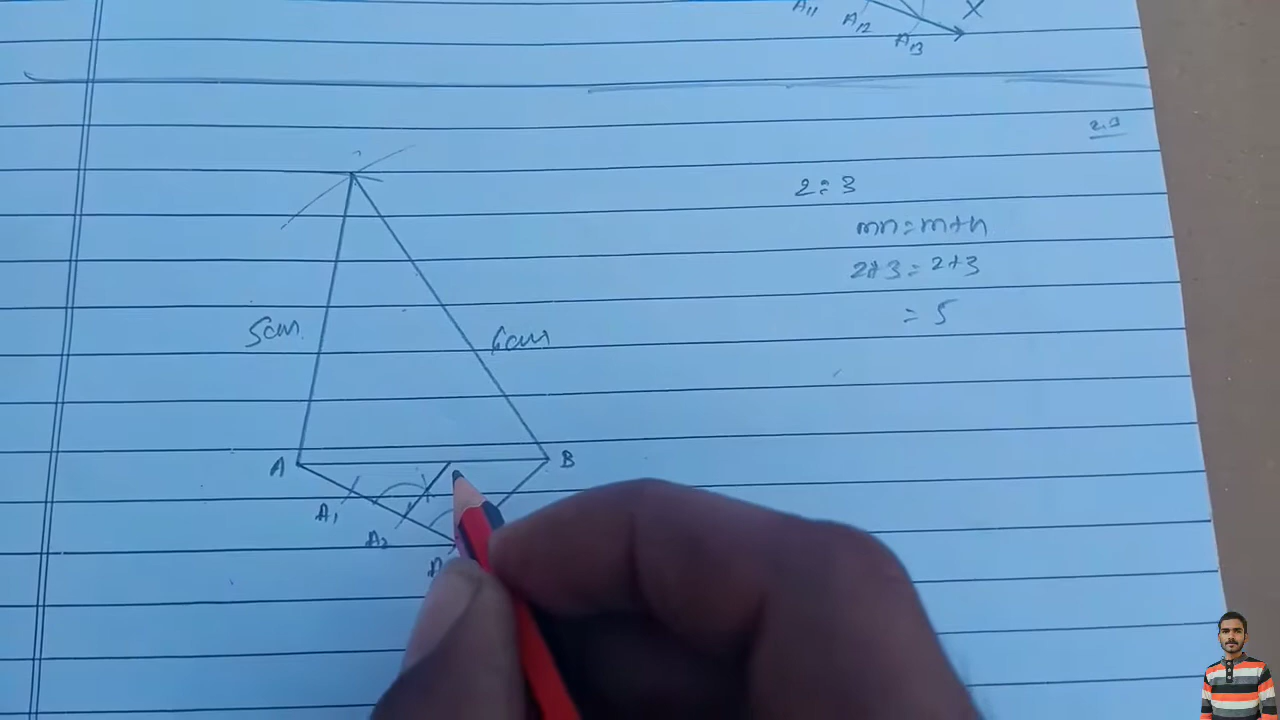 A11
A12
A13
X
2:3
mn=m+n
2+3=2+3
= 5
5cm
6cm
A
B
A1
A2